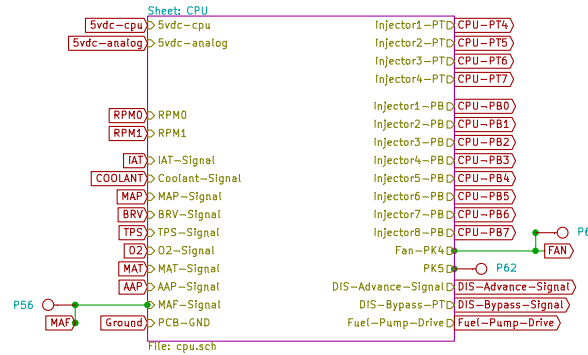 Sheet: CPU
5vdc-cpu 5vdc-cpu Injector1-PT CPU-PT4
5vdc-analog 5vdc-analog Injector2-PT CPU-PT5
Injector3-PT CPU-PT6
Injector4-PT CPU-PT7
Injector1-PB CPU-PB0
RPM0 RPM0
Injector2-PB CPU-PB1
RPM1 RPM1
Injector3-PB CPU-PB2
IAT IAT-Signal Injector4-PB CPU-PB3
COOLANT Coolant-Signal Injector5-PB CPU-PB4
MAP MAP-Signal Injector6-PB CPU-PB5
BRV BRV-Signal Injector7-PB CPU-PB6
TPS TPS-Signal Injector8-PB CPU-PB7
O2 O2-Signal Fan-PK4 FAN
MAT MAT-Signal PK5 P62
AAP AAP-Signal DIS-Advance-Signal DIS-Advance-Signal
P56 MAF-Signal DIS-Bypass-PT DIS-Bypass-Signal
MAF Ground PCB-GND Fuel-Pump-Drive Fuel-Pump-Drive
File: cpu.sch